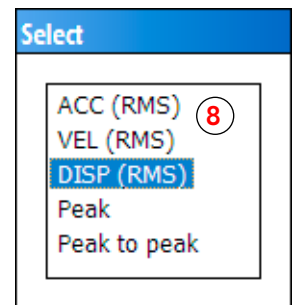 Select
ACC (RMS)
8
VEL (RMS)
DISP (RMS)
Peak
Peak to peak